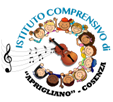 ISTITUTO COMPRENSIVO di
"APRIGLIANO" - COSENZA